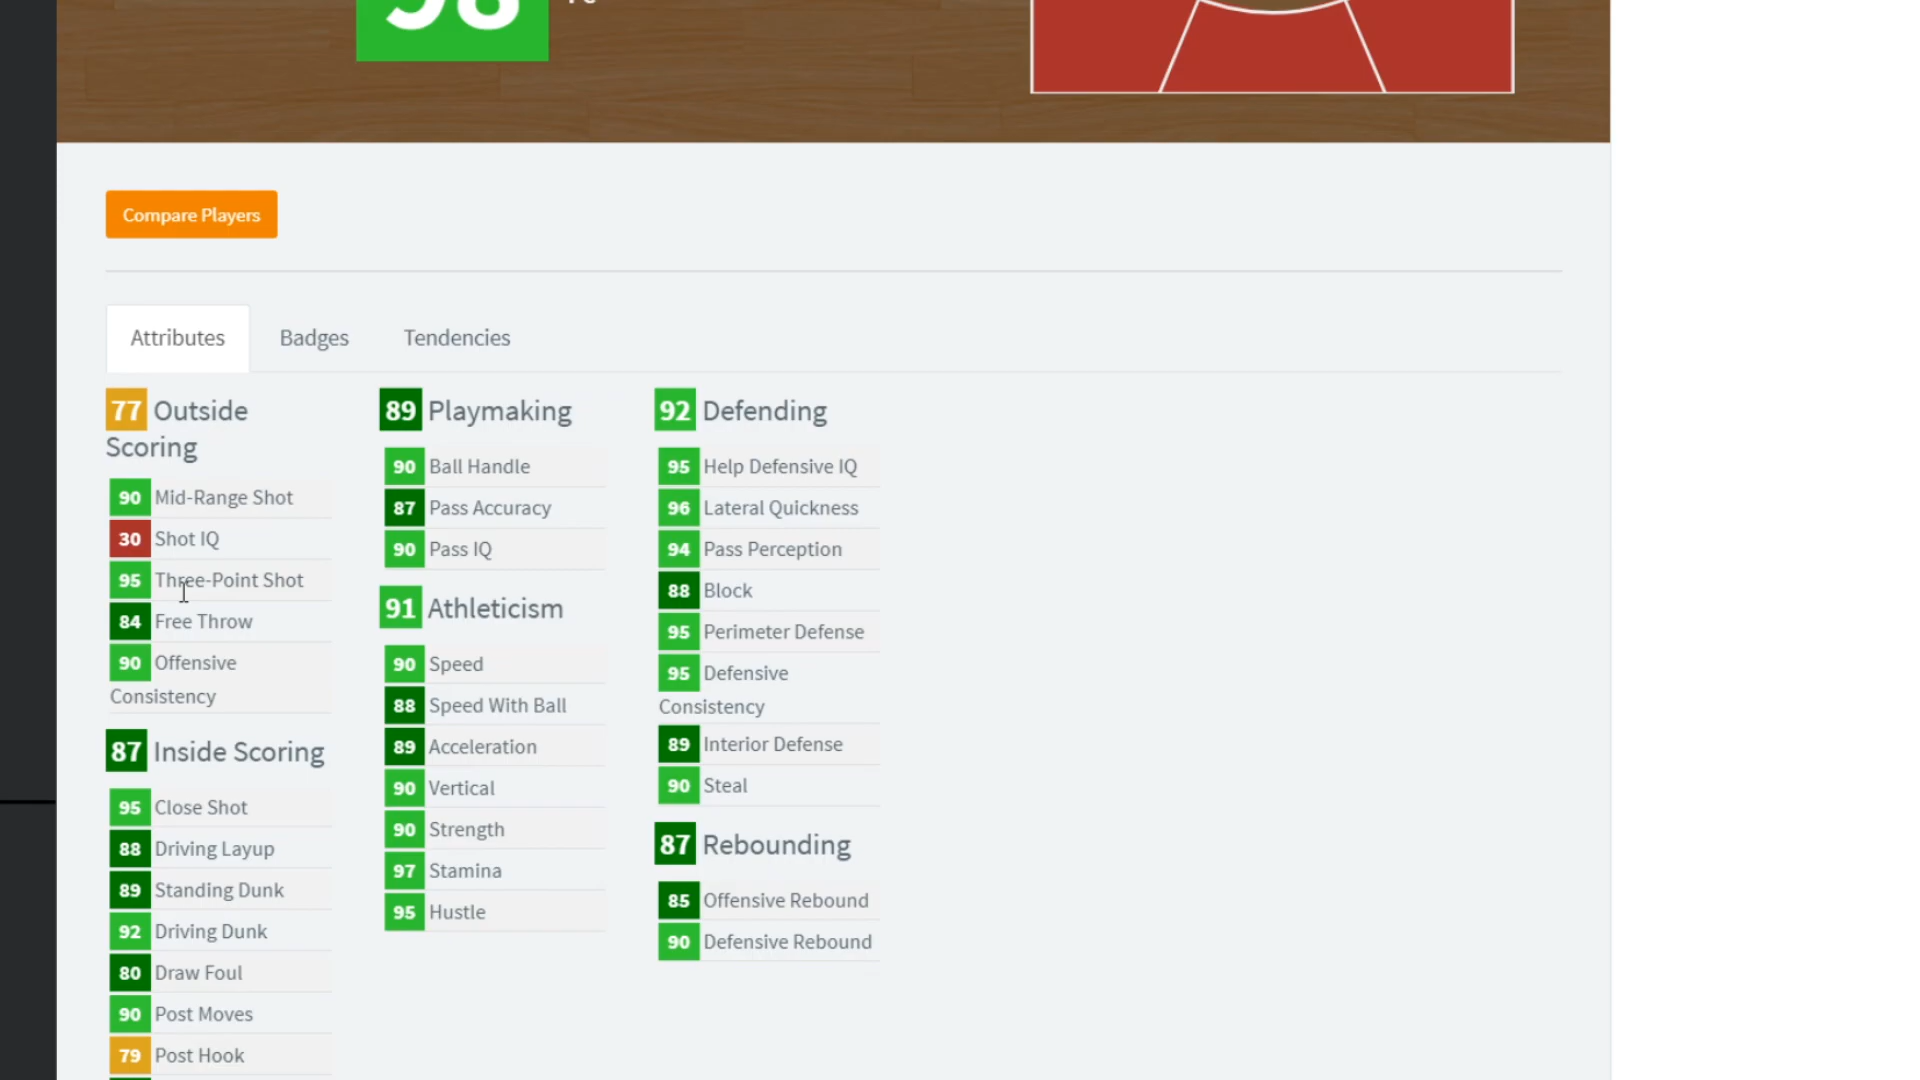 98
Compare Players
Attributes
Badges
Tendencies
77 Outside
Scoring
90 Mid-Range Shot
30 Shot IQ
95 Three-Point Shot
84 Free Throw
90 Offensive
Consistency
87 Inside Scoring
95 Close Shot
88 Driving Layup
89 Standing Dunk
92 Driving Dunk
80 Draw Foul
90 Post Moves
79 Post Hook
89 Playmaking
90 Ball Handle
87 Pass Accuracy
90 Pass IQ
91 Athleticism
90 Speed
88 Speed With Ball
89 Acceleration
90 Vertical
90 Strength
97 Stamina
95 Hustle
92 Defending
95 Help Defensive IQ
96 Lateral Quickness
94 Pass Perception
88 Block
95 Perimeter Defense
95 Defensive
Consistency
89 Interior Defense
90 Steal
87 Rebounding
85 Offensive Rebound
90 Defensive Rebound